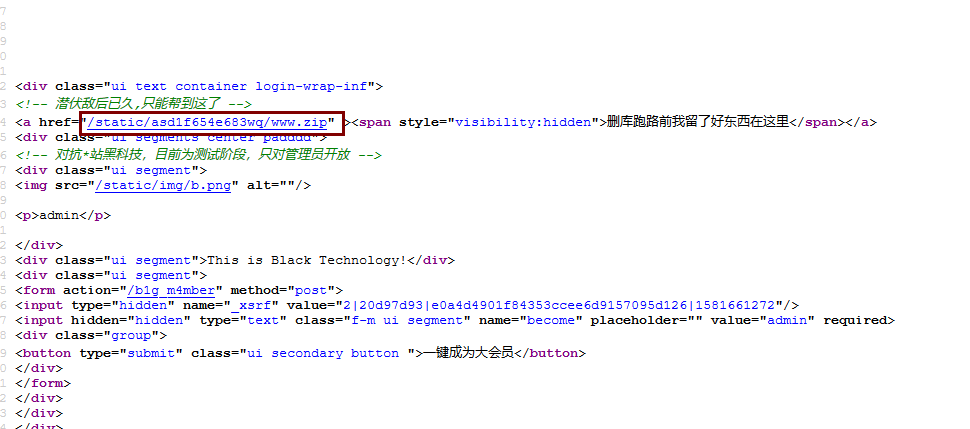 7
8
9
0
1
2 <div class="ui text container login-wrap-inf">
3 <!-- 潜伏敌后已久,只能帮到这了 -->
4 <a href="/static/asd1f654e683wq/www.zip" ><span style="visibility:hidden">删库跑路前我留了好东西在这里</span></a>
5 <div class="ui segments center padddd">
6 <!-- 对抗*站黑科技，目前为测试阶段，只对管理员开放 -->
7 <div class="ui segment">
8 <img src="/static/img/b.png" alt=""/>
9
0 <p>admin</p>
1
2 </div>
3 <div class="ui segment">This is Black Technology!</div>
4 <div class="ui segment">
5 <form action="/b1g_m4mber" method="post">
6 <input type="hidden" name="_xsrf" value="2|20d97d93|e0a4d4901f84353ccee6d9157095d126|1581661272"/>
7 <input hidden="hidden" type="text" class="f-m ui segment" name="become" placeholder="" value="admin" required>
8 <div class="group">
9 <button type="submit" class="ui secondary button ">一键成为大会员</button>
0 </div>
1 </form>
2 </div>
3 </div>
4 </div>